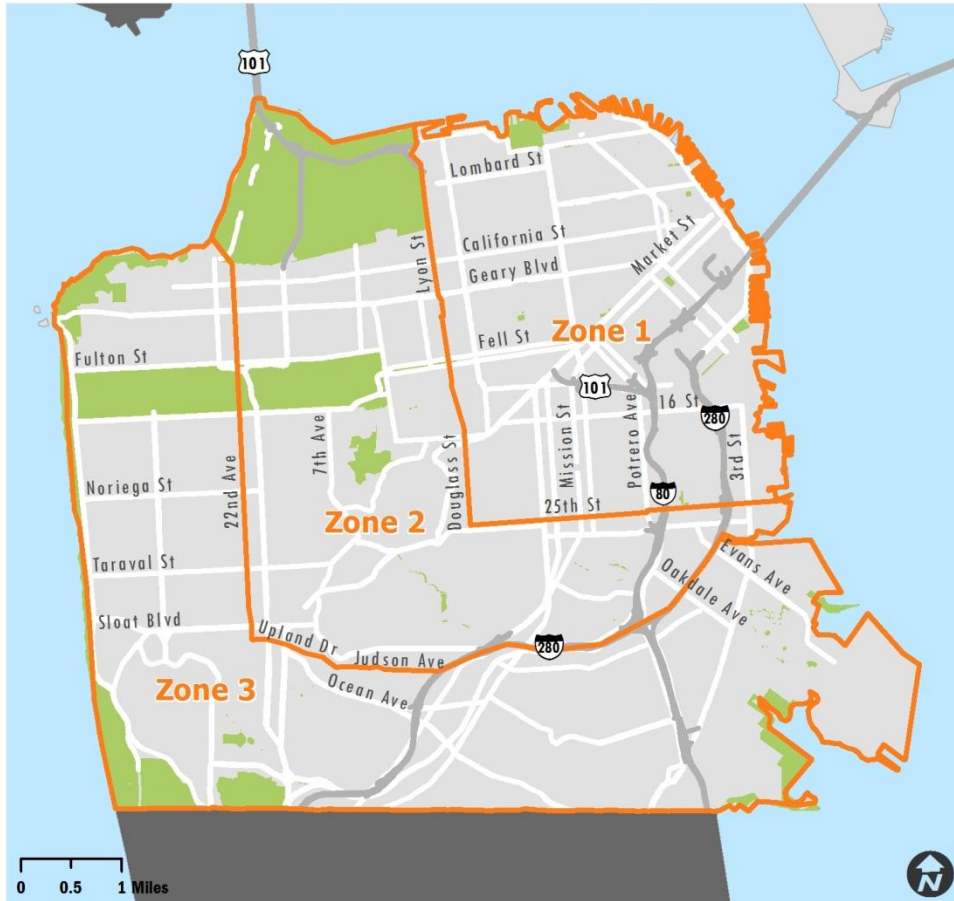 101
Lombard St
California St
Market St
Lyon St
Geary Blvd
Fell St
Zone 1
Fulton St
101
16 St
280
7th Ave
Mission St
Potrero Ave
3rd St
22nd Ave
Noriega St
Douglass St
80
25th St
Zone 2
Evans Ave
Taraval St
Oakdale Ave
Sloat Blvd
Upland Dr
Judson Ave
280
Zone 3
Ocean Ave
0 0.5 1 Miles
N